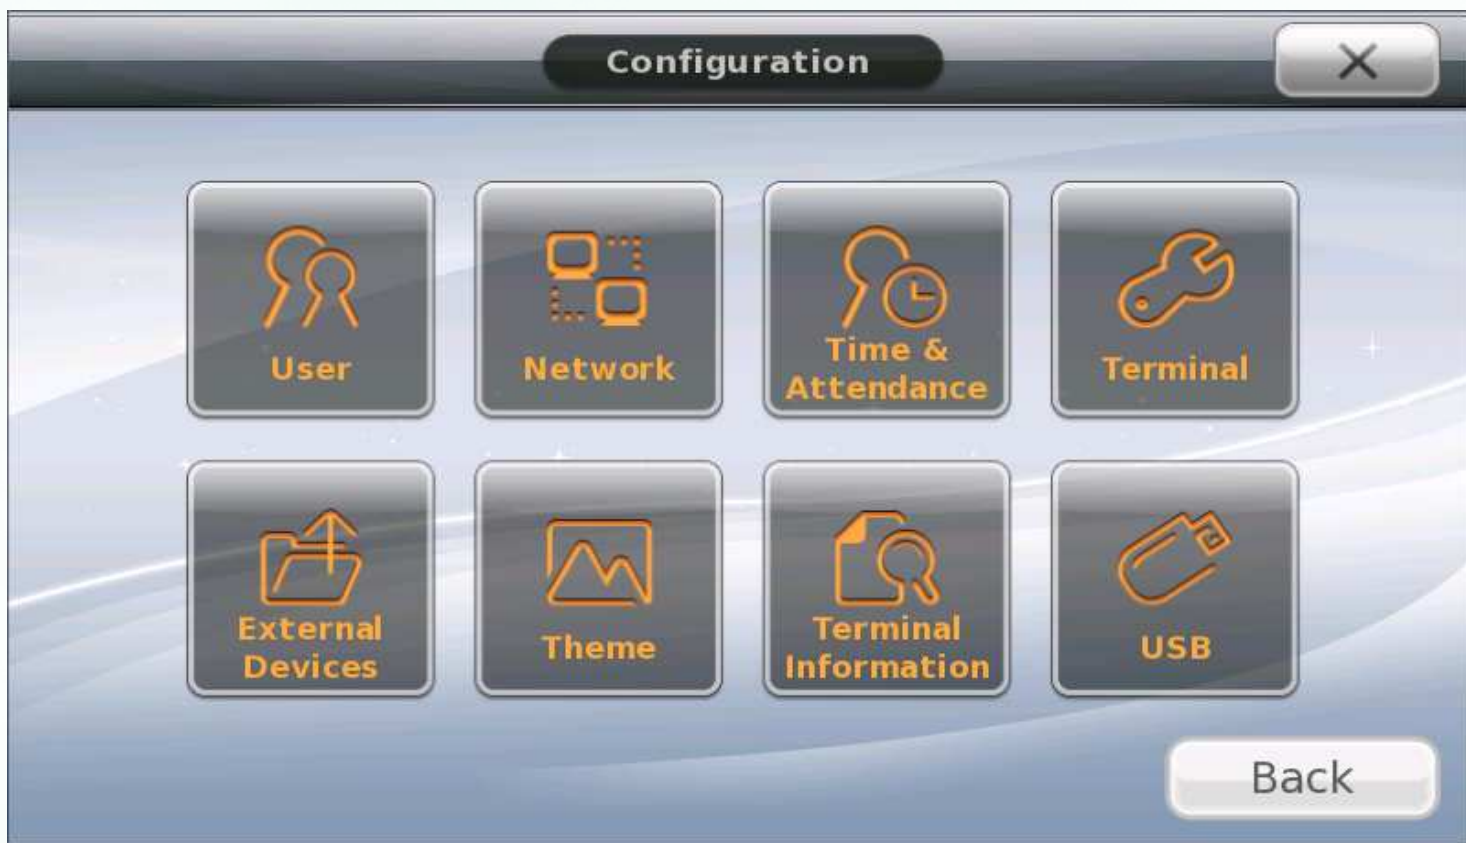 Configuration
User
Network
Time &
Attendance
Terminal
External
Devices
Theme
Terminal
Information
USB
Back